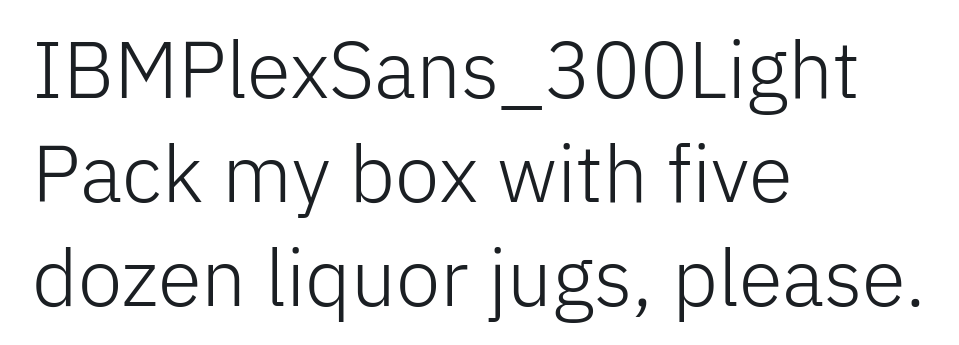 IBMPlexSans_300Light
Pack my box with five
dozen liquor jugs, please.